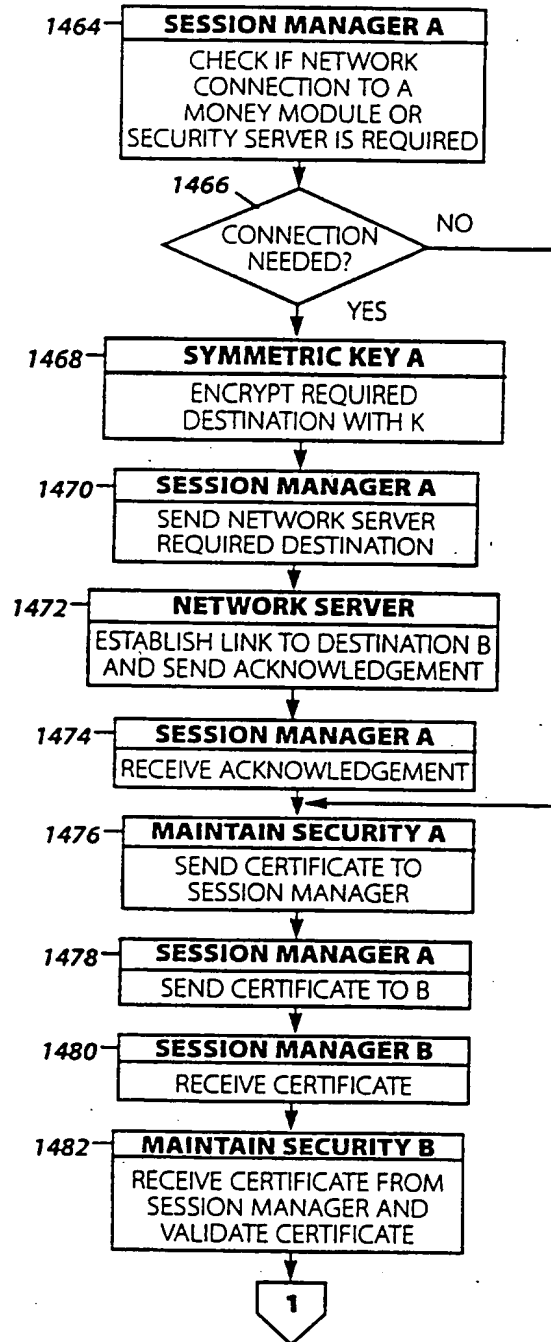 1464
SESSION MANAGER A
CHECK IF NETWORK
CONNECTION TO A
MONEY MODULE OR
SECURITY SERVER IS REQUIRED
1466
CONNECTION
NEEDED?
NO
YES
1468
SYMMETRIC KEY A
ENCRYPT REQUIRED
DESTINATION WITH K
1470
SESSION MANAGER A
SEND NETWORK SERVER
REQUIRED DESTINATION
1472
NETWORK SERVER
ESTABLISH LINK TO DESTINATION B
AND SEND ACKNOWLEDGEMENT
1474
SESSION MANAGER A
RECEIVE ACKNOWLEDGEMENT
1476
MAINTAIN SECURITY A
SEND CERTIFICATE TO
SESSION MANAGER
1478
SESSION MANAGER A
SEND CERTIFICATE TO B
1480
SESSION MANAGER B
RECEIVE CERTIFICATE
1482
MAINTAIN SECURITY B
RECEIVE CERTIFICATE FROM
SESSION MANAGER AND
VALIDATE CERTIFICATE
1